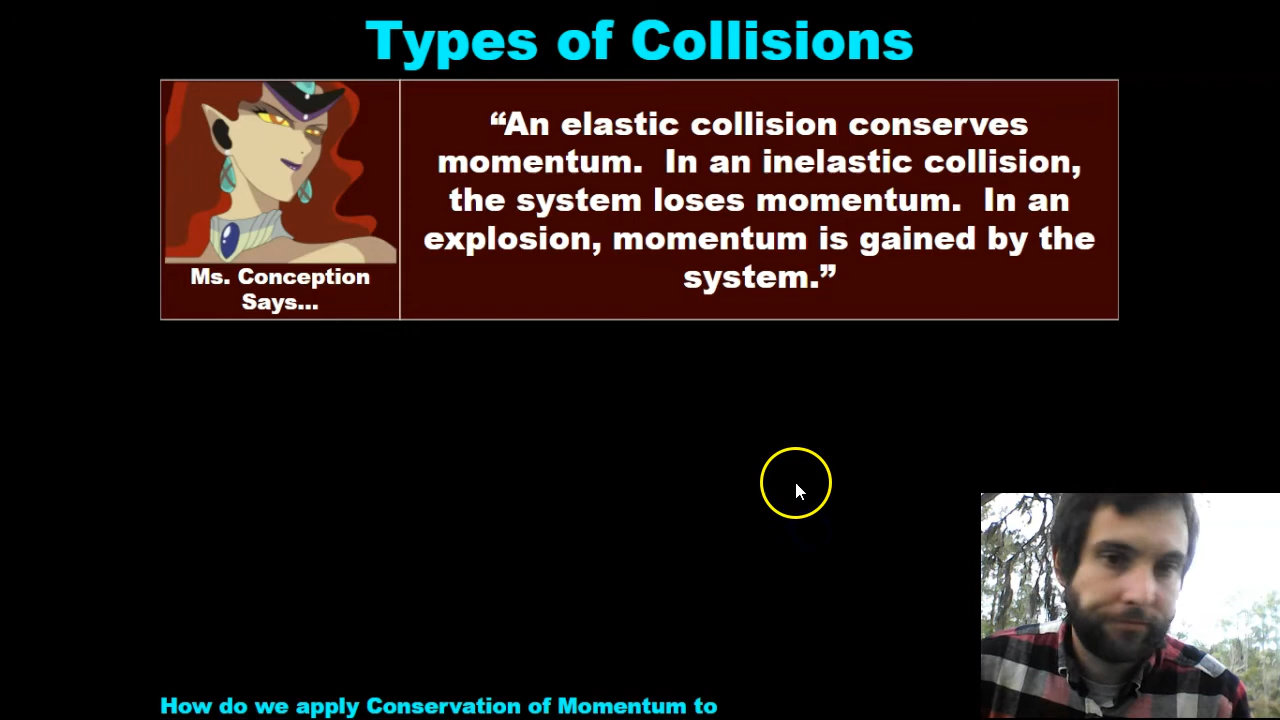 Types of Collisions
“An elastic collision conserves
momentum.  In an inelastic collision,
the system loses momentum.  In an
explosion, momentum is gained by the
system.”
Ms. Conception
Says...
How do we apply Conservation of Momentum to